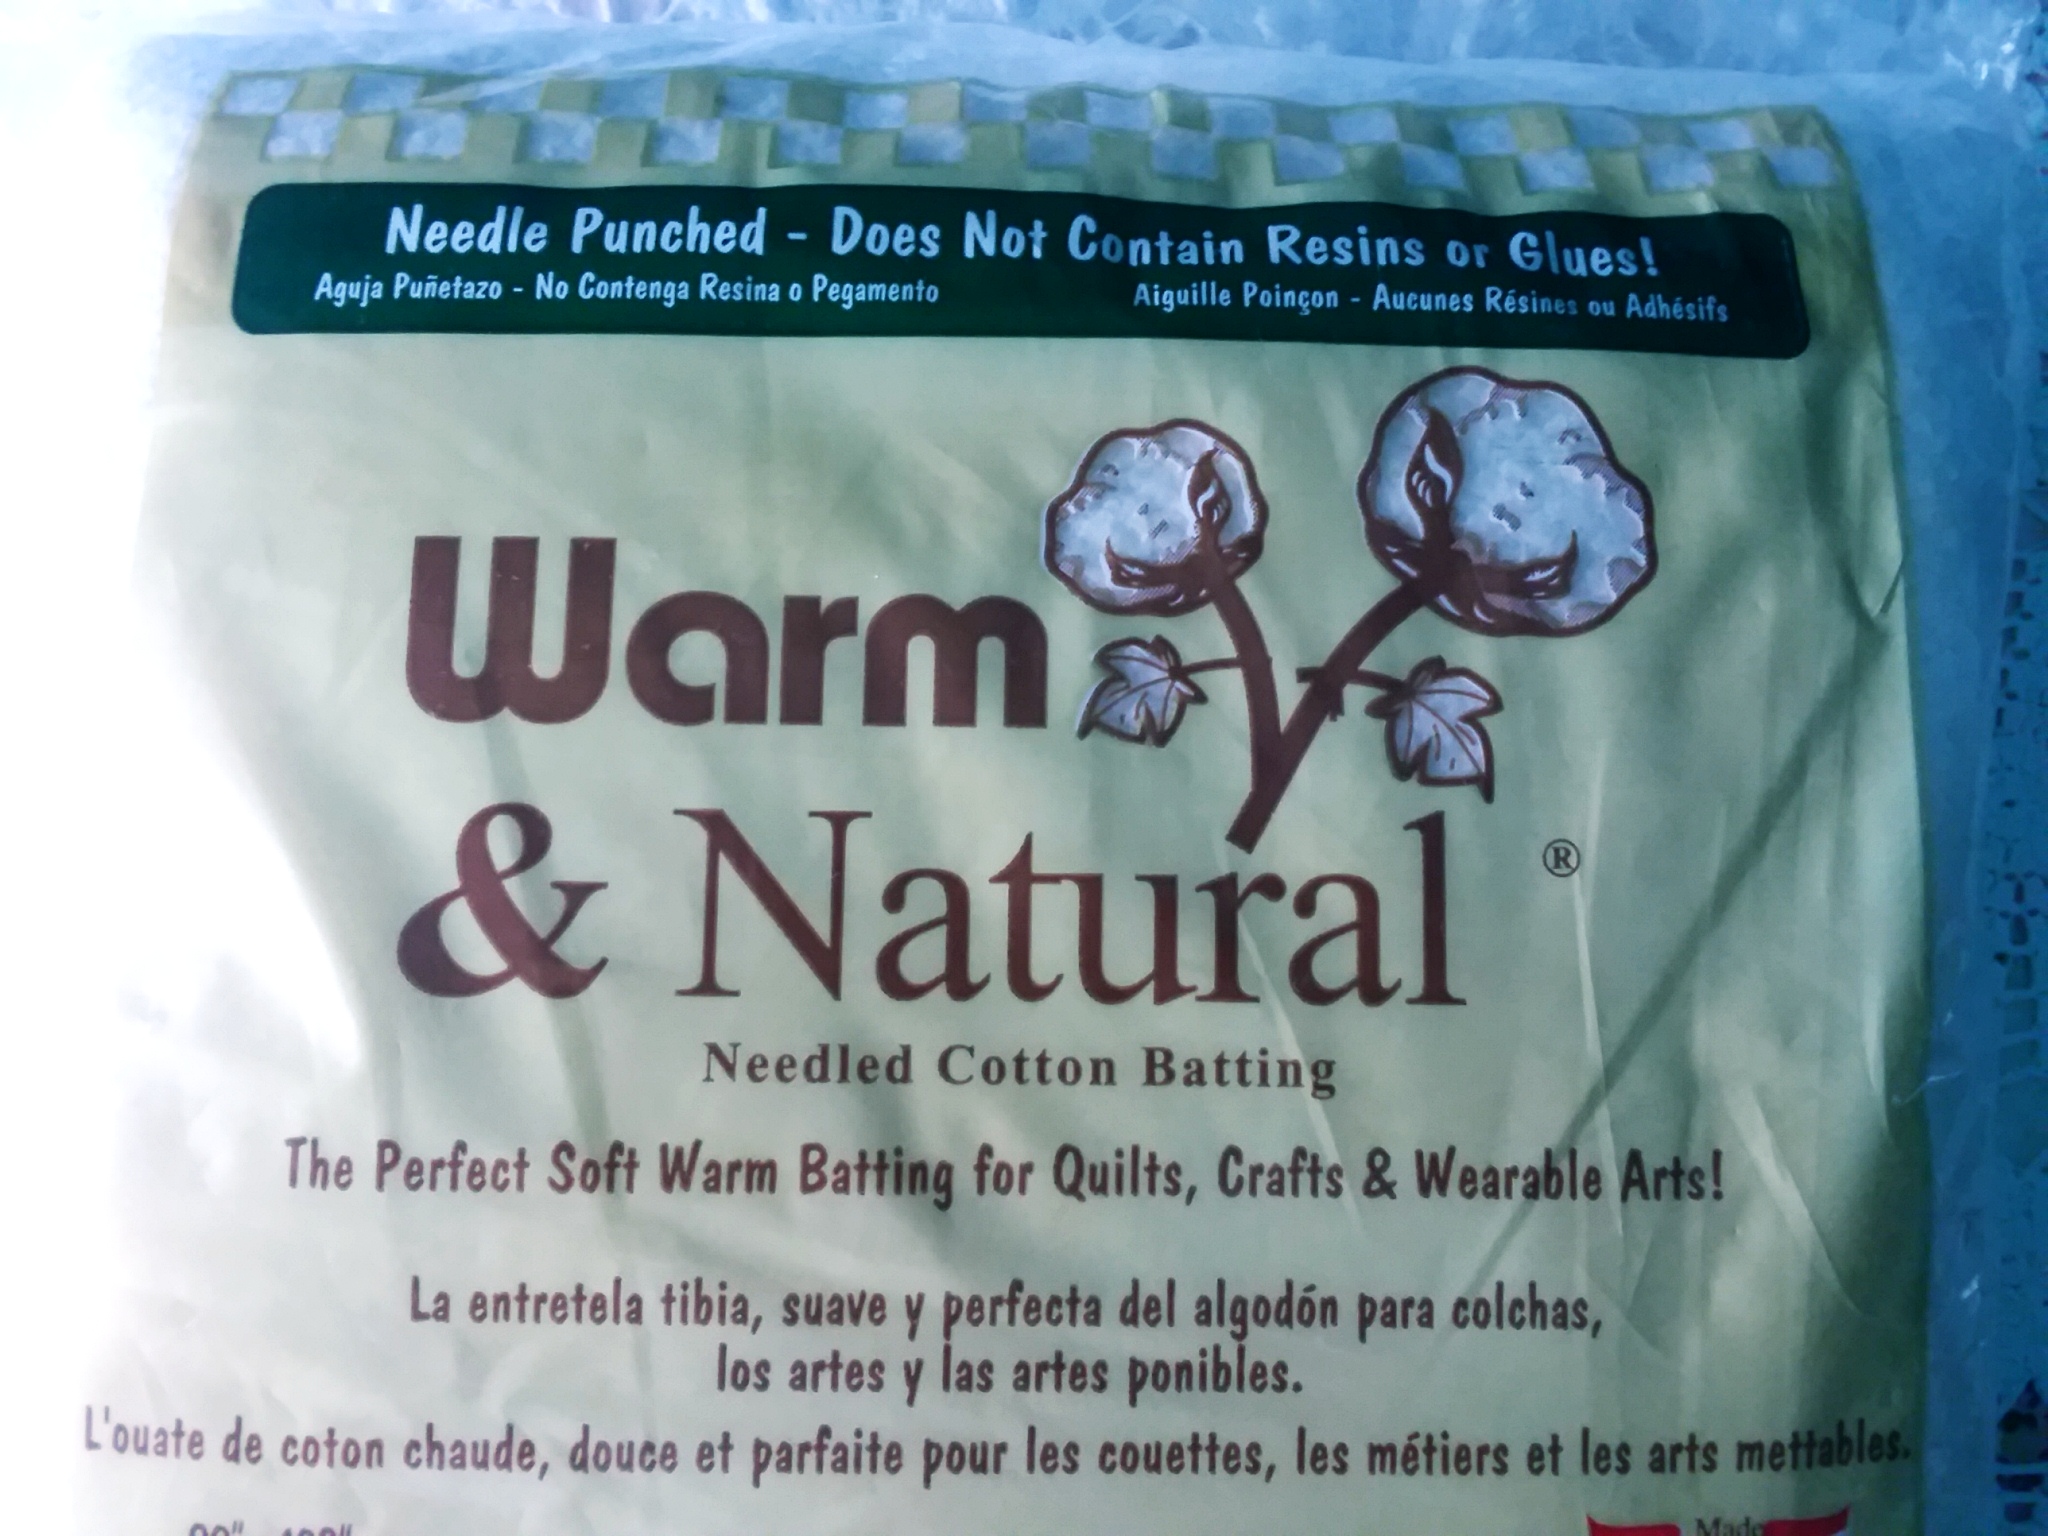 Needle Punched - Does Not Contain Resins or Glues!
Aguja Puñetazo - No Contenga Resina o Pegamento
Aiguille Poinçon - Aucunes Résines ou Adhésifs
Warm
& Natural ®
Needled Cotton Batting
The Perfect Soft Warm Batting for Quilts, Crafts & Wearable Arts!
La entretela tibia, suave y perfecta del algodón para colchas,
los artes y las artes ponibles.
L'ouate de coton chaude, douce et parfaite pour les couettes, les métiers et les arts mettables.
Made